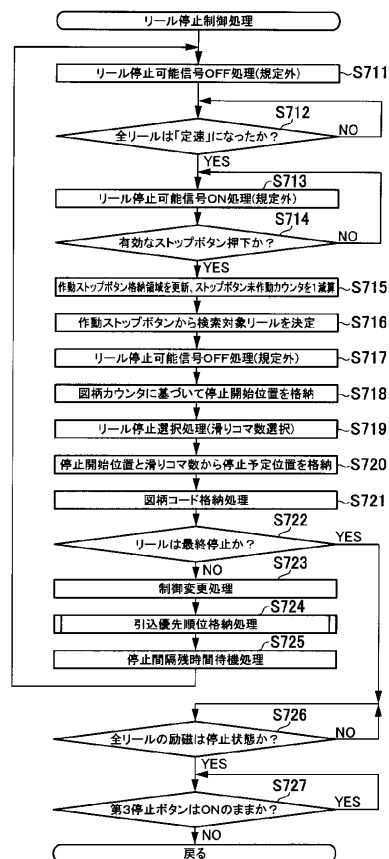 リール停止制御処理
リール停止可能信号OFF処理(規定外)
S711
S712
全リールは「定速」になったか?
NO
YES
S713
リール停止可能信号ON処理(規定外)
S714
有効なストップボタン押下か?
NO
YES
作動ストップボタン格納領域を更新、ストップボタン未作動カウンタを1減算
S715
作動ストップボタンから検索対象リールを決定
S716
リール停止可能信号OFF処理(規定外)
S717
図柄カウンタに基づいて停止開始位置を格納
S718
リール停止選択処理(滑りコマ数選択)
S719
停止開始位置と滑りコマ数から停止予定位置を格納
S720
図柄コード格納処理
S721
S722
リールは最終停止か?
YES
NO
S723
制御変更処理
S724
引込優先順位格納処理
S725
停止間隔残時間待機処理
S726
全リールの励磁は停止状態か?
NO
YES
S727
第3停止ボタンはONのままか?
YES
NO
戻る